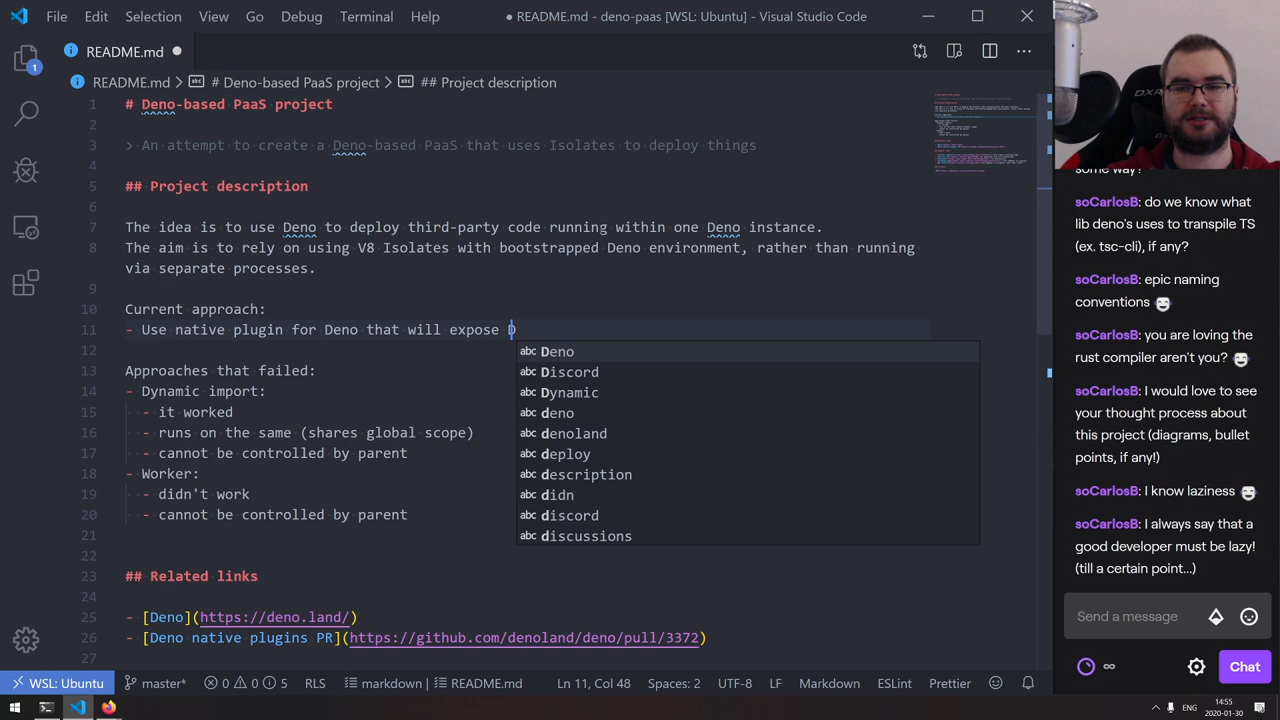 File Edit Selection View Go Debug Terminal Help
● README.md - deno-paas [WSL: Ubuntu] - Visual Studio Code
README.md ●
README.md > # Deno-based PaaS project > ## Project description
1 # Deno-based PaaS project
2
3 > An attempt to create a Deno-based PaaS that uses Isolates to deploy things
4
5 ## Project description
6
7 The idea is to use Deno to deploy third-party code running within one Deno instance.
8 The aim is to rely on using V8 Isolates with bootstrapped Deno environment, rather than running
via separate processes.
9
10 Current approach:
11 - Use native plugin for Deno that will expose D
12
13 Approaches that failed:
14 - Dynamic import:
15 - it worked
16 - runs on the same (shares global scope)
17 - cannot be controlled by parent
18 - Worker:
19 - didn't work
20 - cannot be controlled by parent
21
22
23 ## Related links
24
25 - [Deno](https://deno.land/)
26 - [Deno native plugins PR](https://github.com/denoland/deno/pull/3372)
27
abc Deno
abc Discord
abc Dynamic
abc deno
abc denoland
abc deploy
abc description
abc didn
abc discord
abc discussions
1
WSL: Ubuntu master* 0 0 5 RLS markdown | README.md Ln 11, Col 48 Spaces: 2 UTF-8 LF Markdown ESLint Prettier
ENG 14:55
2020-01-30
DXR
some way?
soCarlosB: do we know what
lib deno's uses to transpile TS
(ex. tsc-cli), if any?
soCarlosB: epic naming
conventions
soCarlosB: you are loving the
rust compiler aren't you?
soCarlosB: I would love to see
your thought process about
this project (diagrams, bullet
points, if any!)
soCarlosB: I know laziness
soCarlosB: I always say that a
good developer must be lazy!
(till a certain point...)
Send a message
∞
Chat